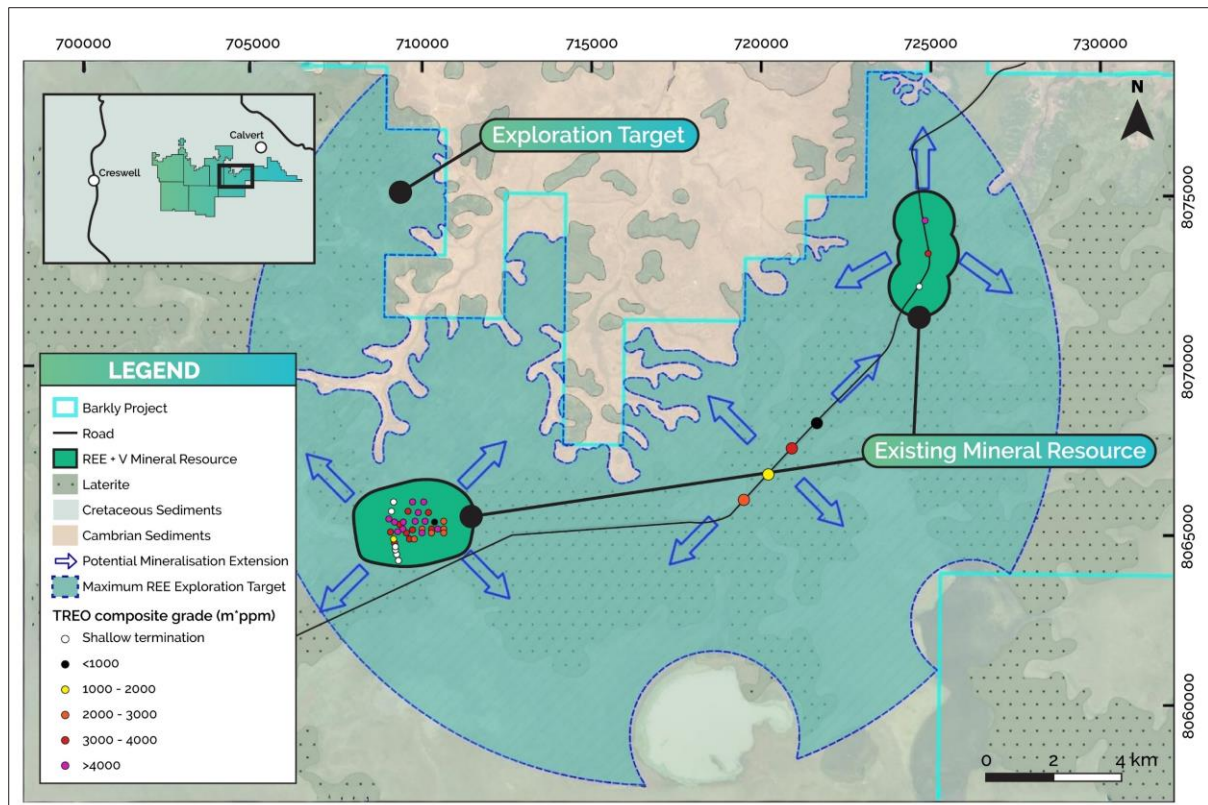 700000
705000
710000
715000
720000
725000
730000
N
Calvert
Creswell
Exploration Target
8075000
8070000
8065000
8060000
Existing Mineral Resource
LEGEND
Barkly Project
Road
REE + V Mineral Resource
Laterite
Cretaceous Sediments
Cambrian Sediments
Potential Mineralisation Extension
Maximum REE Exploration Target
TREO composite grade (m*ppm)
Shallow termination
<1000
1000 - 2000
2000 - 3000
3000 - 4000
>4000
0 2 4 km